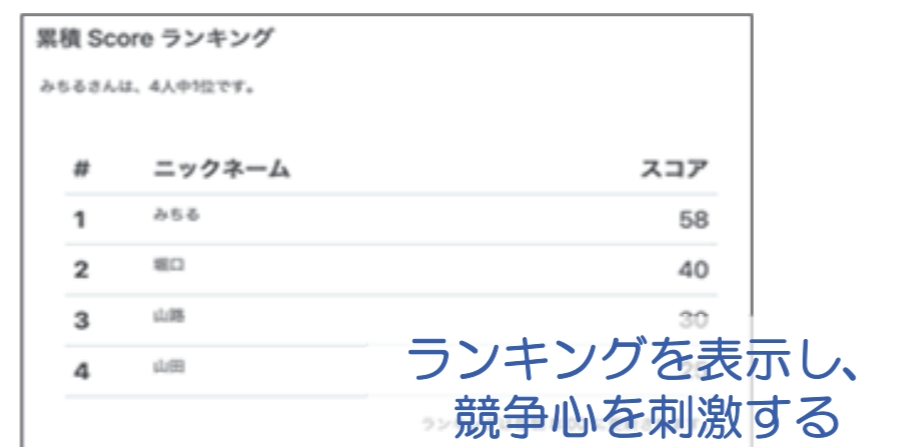 累積 Score ランキング
みちるさんは、4人中1位です。
# ニックネーム スコア
1 みちる 58
2 堀口 40
3 山路 30
4 山田
ランキングを表示し、
競争心を刺激する